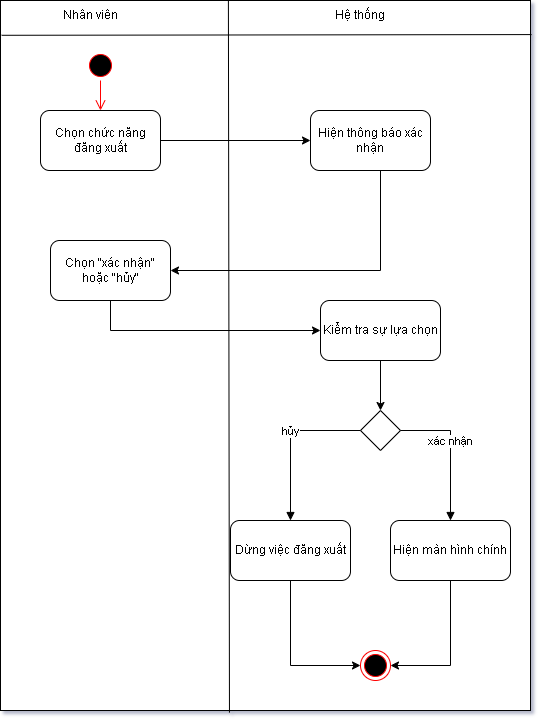 Nhân viên
Hệ thống
Chọn chức năng
đăng xuất
Hiện thông báo xác
nhận
Chọn "xác nhận"
hoặc "hủy"
Kiểm tra sự lựa chọn
hủy
xác nhận
Dừng việc đăng xuất
Hiện màn hình chính